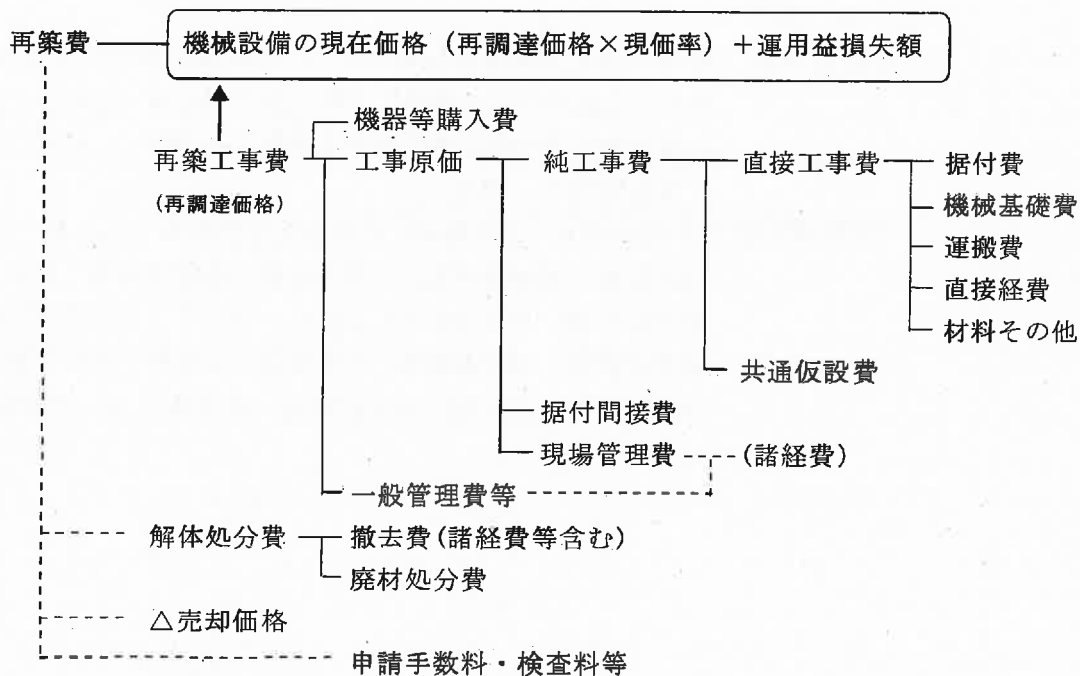 再築費 機械設備の現在価格（再調達価格×現価率）＋運用益損失額
機器等購入費
再築工事費 工事原価 純工事費 直接工事費 据付費
(再調達価格) 機械基礎費
運搬費
直接経費
材料その他
共通仮設費
据付間接費
現場管理費 (諸経費)
一般管理費等
解体処分費 撤去費(諸経費等含む)
廃材処分費
△売却価格
申請手数料・検査料等